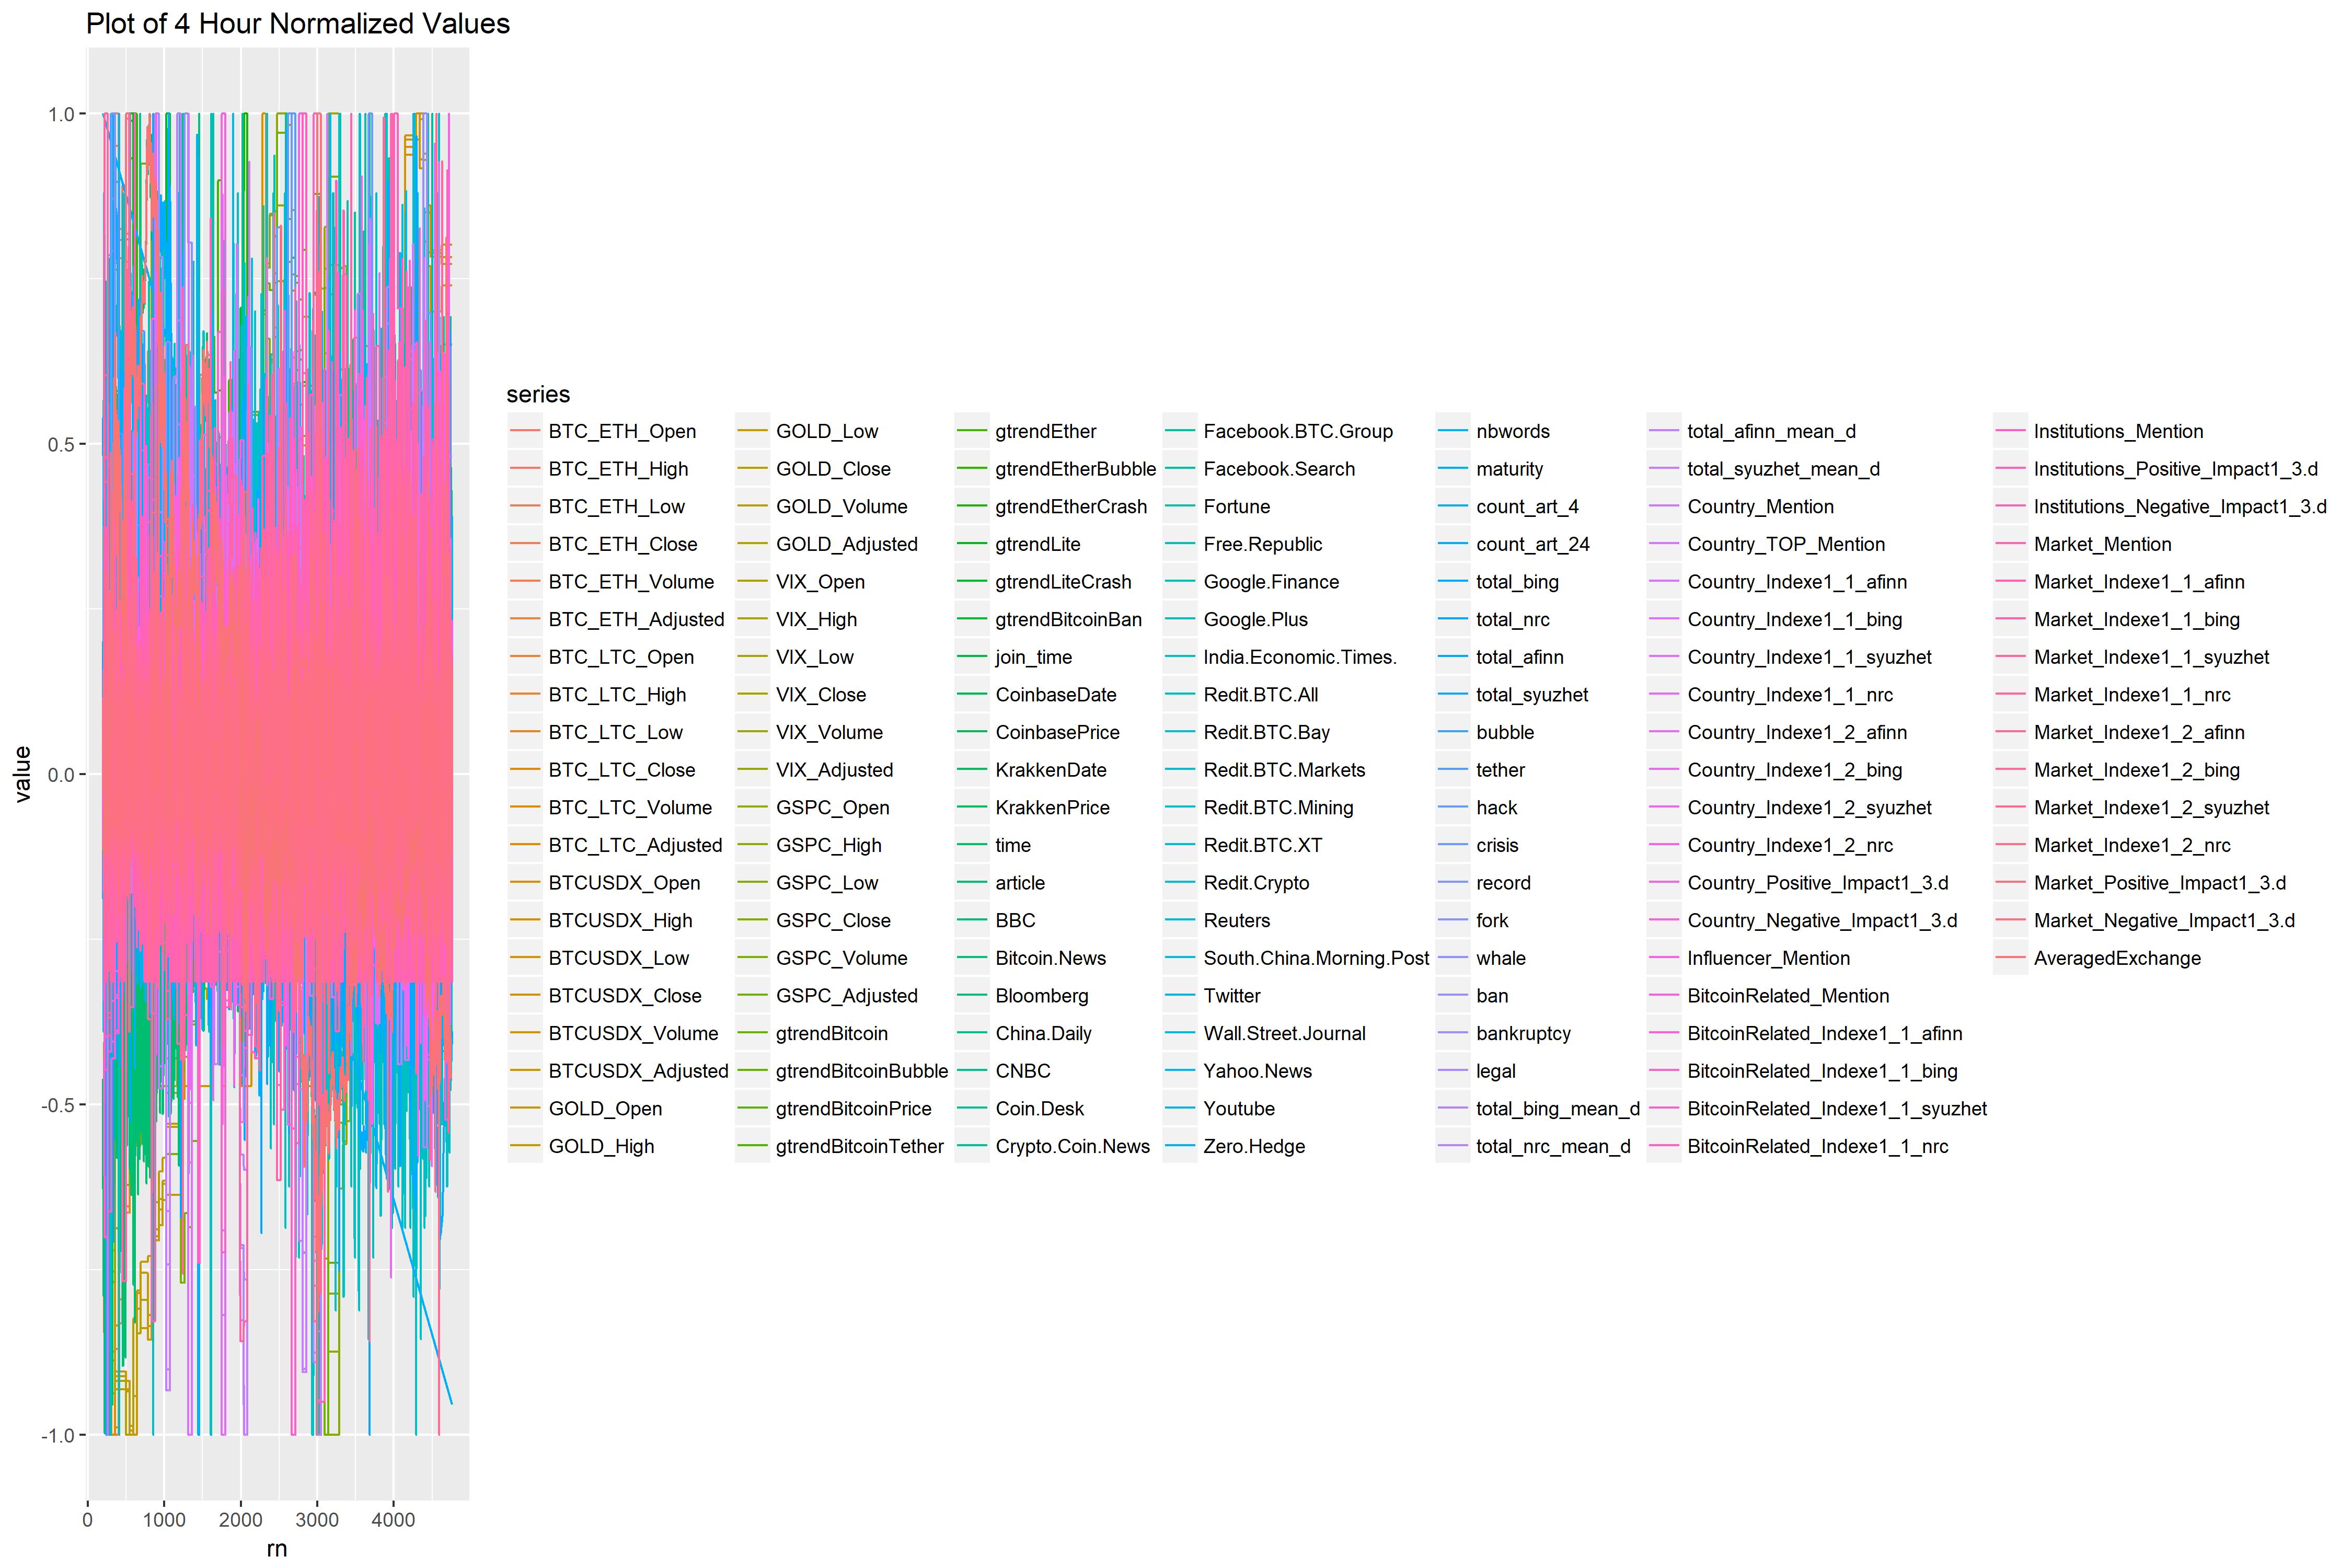 Plot of 4 Hour Normalized Values
value
1.0
0.5
0.0
-0.5
-1.0
0
1000
2000
3000
4000
rn
series
BTC_ETH_Open
BTC_ETH_High
BTC_ETH_Low
BTC_ETH_Close
BTC_ETH_Volume
BTC_ETH_Adjusted
BTC_LTC_Open
BTC_LTC_High
BTC_LTC_Low
BTC_LTC_Close
BTC_LTC_Volume
BTC_LTC_Adjusted
BTCUSDX_Open
BTCUSDX_High
BTCUSDX_Low
BTCUSDX_Close
BTCUSDX_Volume
BTCUSDX_Adjusted
GOLD_Open
GOLD_High
GOLD_Low
GOLD_Close
GOLD_Volume
GOLD_Adjusted
VIX_Open
VIX_High
VIX_Low
VIX_Close
VIX_Volume
VIX_Adjusted
GSPC_Open
GSPC_High
GSPC_Low
GSPC_Close
GSPC_Volume
GSPC_Adjusted
gtrendBitcoin
gtrendBitcoinBubble
gtrendBitcoinPrice
gtrendBitcoinTether
gtrendEther
gtrendEtherBubble
gtrendEtherCrash
gtrendLite
gtrendLiteCrash
gtrendBitcoinBan
join_time
CoinbaseDate
CoinbasePrice
KrakkenDate
KrakkenPrice
time
article
BBC
Bitcoin.News
Bloomberg
China.Daily
CNBC
Coin.Desk
Crypto.Coin.News
Facebook.BTC.Group
Facebook.Search
Fortune
Free.Republic
Google.Finance
Google.Plus
India.Economic.Times.
Redit.BTC.All
Redit.BTC.Bay
Redit.BTC.Markets
Redit.BTC.Mining
Redit.BTC.XT
Redit.Crypto
Reuters
South.China.Morning.Post
Twitter
Wall.Street.Journal
Yahoo.News
Youtube
Zero.Hedge
nbwords
maturity
count_art_4
count_art_24
total_bing
total_nrc
total_afinn
total_syuzhet
bubble
tether
hack
crisis
record
fork
whale
ban
bankruptcy
legal
total_bing_mean_d
total_nrc_mean_d
total_afinn_mean_d
total_syuzhet_mean_d
Country_Mention
Country_TOP_Mention
Country_Indexe1_1_afinn
Country_Indexe1_1_bing
Country_Indexe1_1_syuzhet
Country_Indexe1_1_nrc
Country_Indexe1_2_afinn
Country_Indexe1_2_bing
Country_Indexe1_2_syuzhet
Country_Indexe1_2_nrc
Country_Positive_Impact1_3.d
Country_Negative_Impact1_3.d
Influencer_Mention
BitcoinRelated_Mention
BitcoinRelated_Indexe1_1_afinn
BitcoinRelated_Indexe1_1_bing
BitcoinRelated_Indexe1_1_syuzhet
BitcoinRelated_Indexe1_1_nrc
Institutions_Mention
Institutions_Positive_Impact1_3.d
Institutions_Negative_Impact1_3.d
Market_Mention
Market_Indexe1_1_afinn
Market_Indexe1_1_bing
Market_Indexe1_1_syuzhet
Market_Indexe1_1_nrc
Market_Indexe1_2_afinn
Market_Indexe1_2_bing
Market_Indexe1_2_syuzhet
Market_Indexe1_2_nrc
Market_Positive_Impact1_3.d
Market_Negative_Impact1_3.d
AveragedExchange